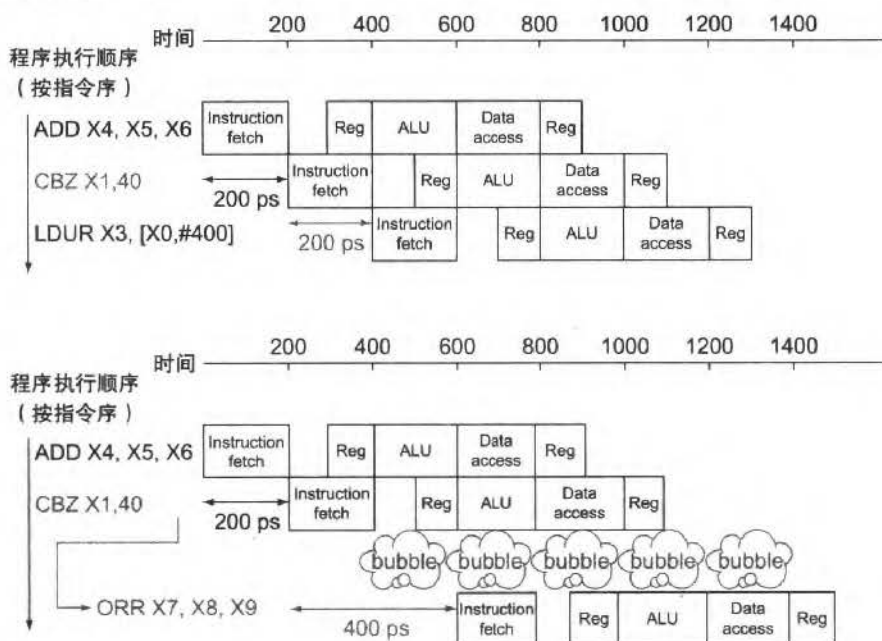 时间 200 400 600 800 1000 1200 1400
程序执行顺序
（按指令序）
ADD X4, X5, X6 Instruction fetch Reg ALU Data access Reg
CBZ X1,40 200 ps Instruction fetch Reg ALU Data access Reg
LDUR X3, [X0,#400] 200 ps Instruction fetch Reg ALU Data access Reg
时间 200 400 600 800 1000 1200 1400
程序执行顺序
（按指令序）
ADD X4, X5, X6 Instruction fetch Reg ALU Data access Reg
CBZ X1,40 200 ps Instruction fetch Reg ALU Data access Reg
bubble bubble bubble bubble bubble
ORR X7, X8, X9 400 ps Instruction fetch Reg ALU Data access Reg